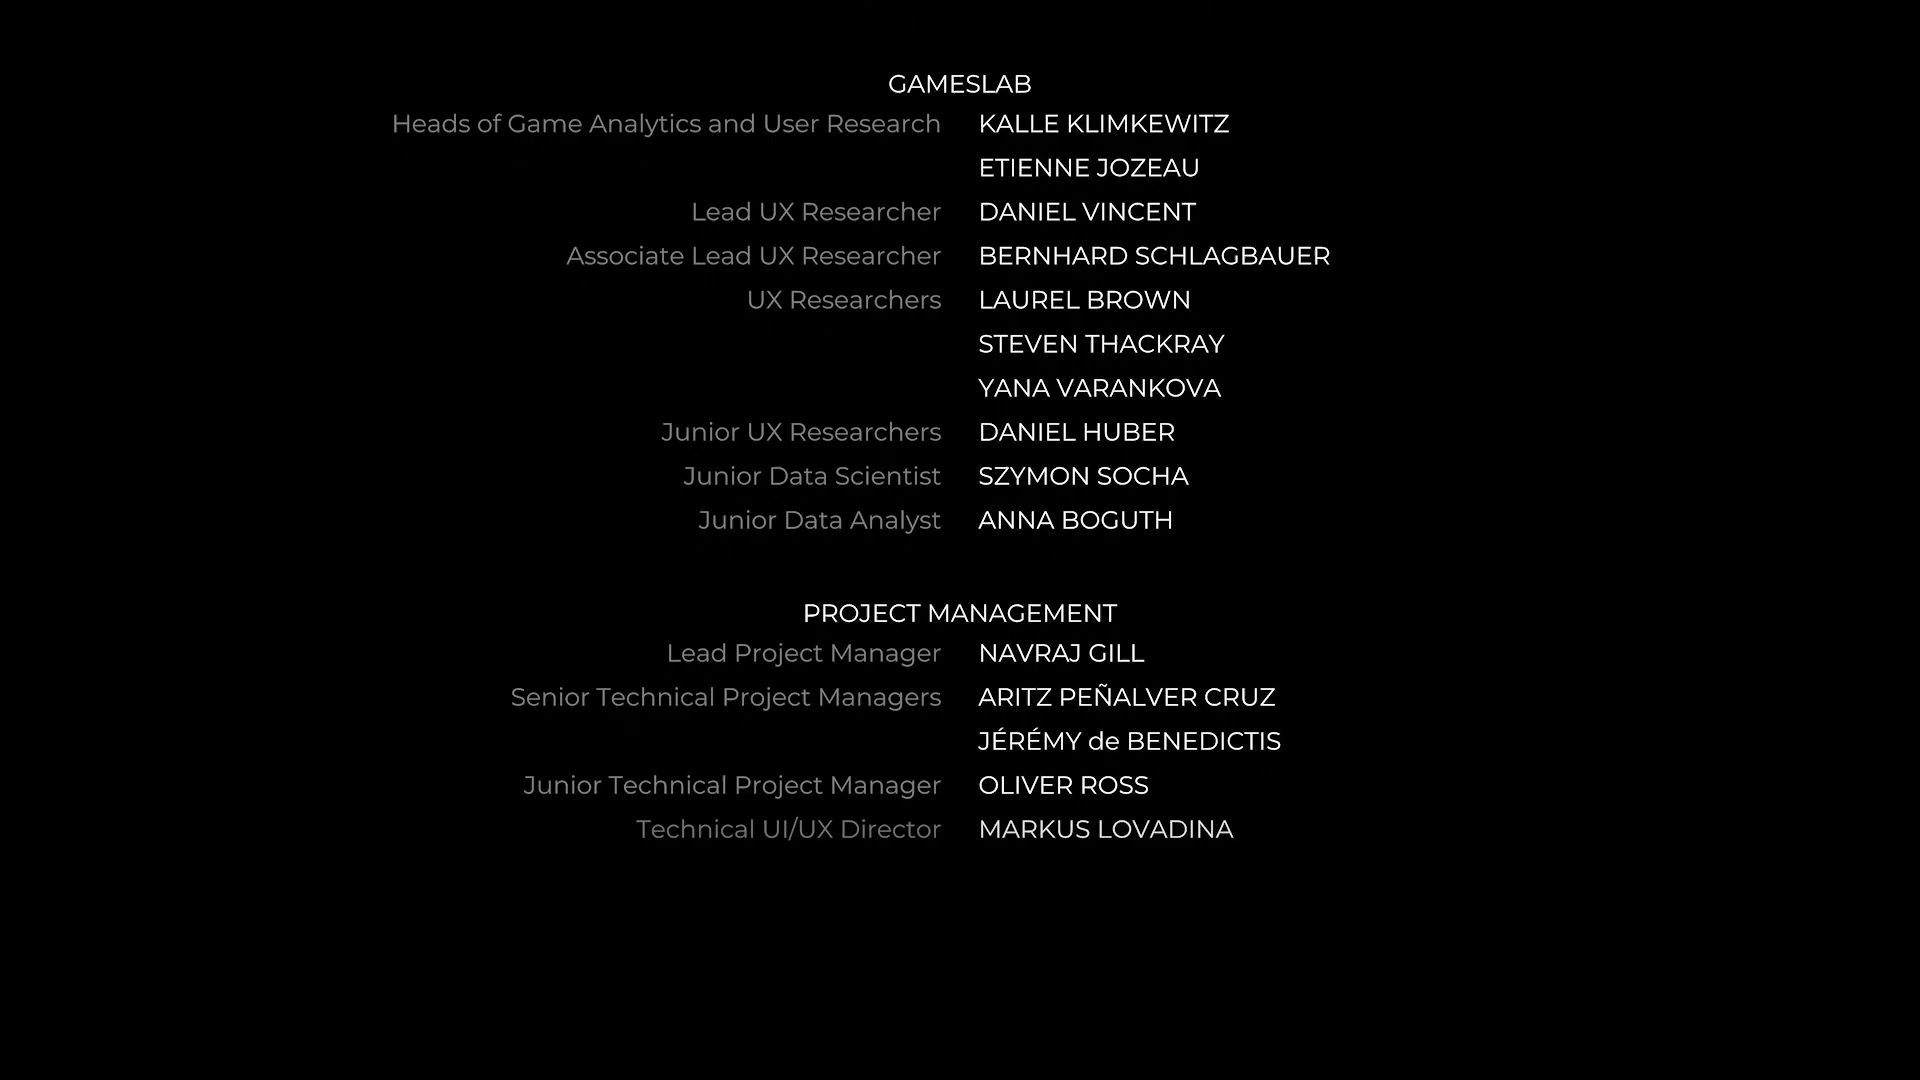 GAMESLAB
Heads of Game Analytics and User Research KALLE KLIMKEWITZ
ETIENNE JOZEAU
Lead UX Researcher DANIEL VINCENT
Associate Lead UX Researcher BERNHARD SCHLAGBAUER
UX Researchers LAUREL BROWN
STEVEN THACKRAY
YANA VARANKOVA
Junior UX Researchers DANIEL HUBER
Junior Data Scientist SZYMON SOCHA
Junior Data Analyst ANNA BOGUTH
PROJECT MANAGEMENT
Lead Project Manager NAVRAJ GILL
Senior Technical Project Managers ARITZ PEÑALVER CRUZ
JÉRÉMY de BENEDICTIS
Junior Technical Project Manager OLIVER ROSS
Technical UI/UX Director MARKUS LOVADINA